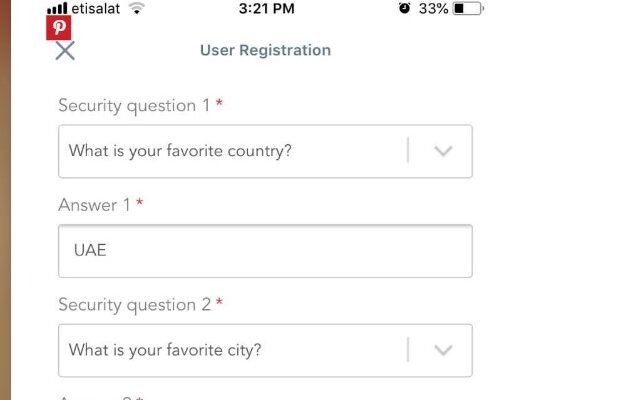 etisalat 3:21 PM 33%
User Registration
Security question 1 *
What is your favorite country?
Answer 1 *
UAE
Security question 2 *
What is your favorite city?